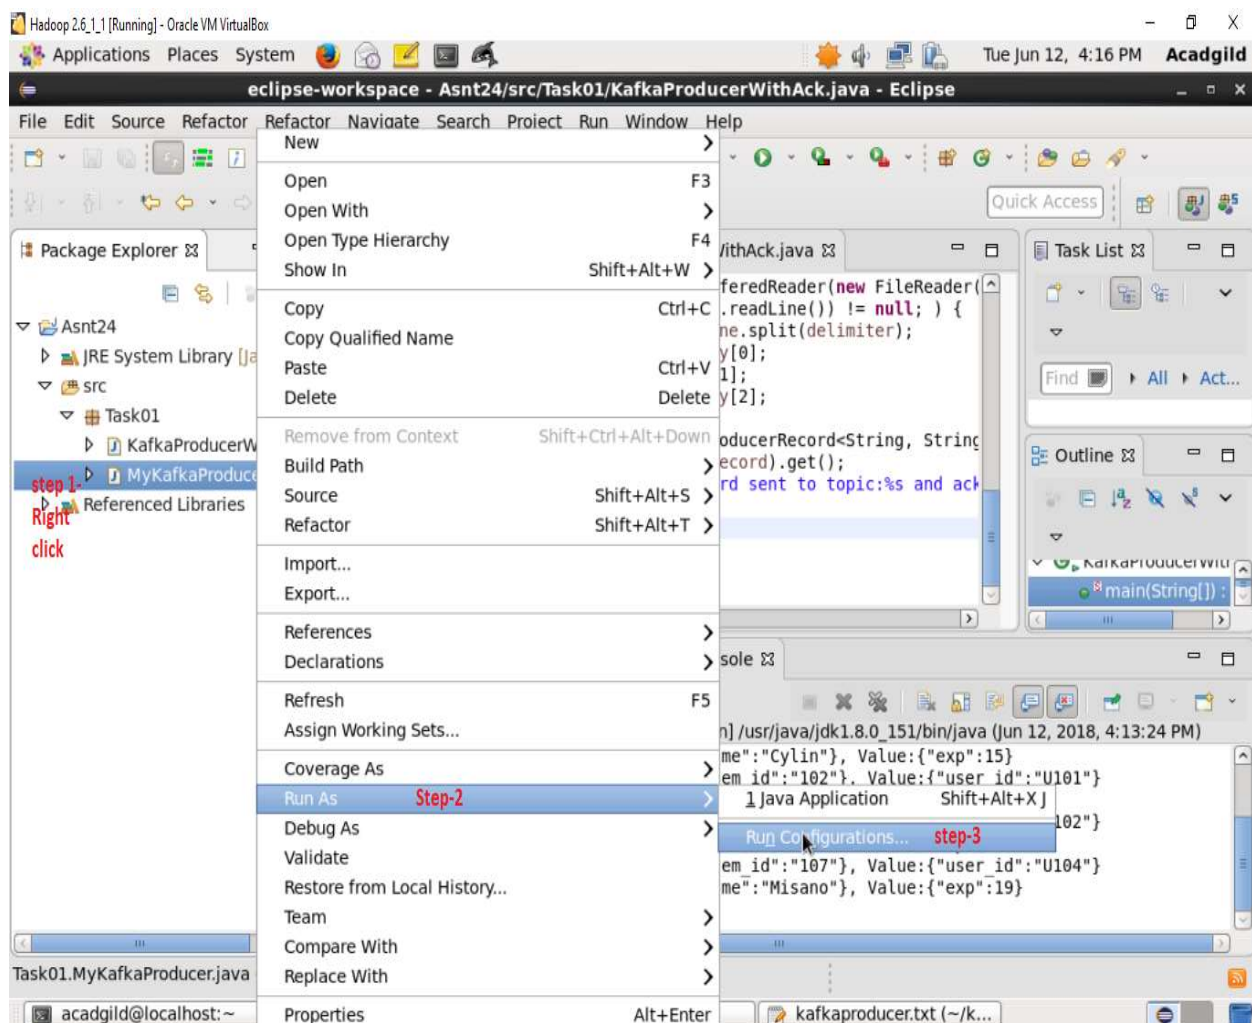 Hadoop 2.6_1_1 [Running] - Oracle VM VirtualBox
Applications Places System Tue Jun 12, 4:16 PM Acadgild
eclipse-workspace - Asnt24/src/Task01/KafkaProducerWithAck.java - Eclipse
File Edit Source Refactor Refactor Navigate Search Project Run Window Help
Quick Access
Package Explorer
Asnt24
JRE System Library [Ja
src
Task01
KafkaProducerW
MyKafkaProduce
Referenced Libraries
step 1-
Right
click
New
Open F3
Open With
Open Type Hierarchy F4
Show In Shift+Alt+W
Copy Ctrl+C
Copy Qualified Name
Paste Ctrl+V
Delete Delete
Remove from Context Shift+Ctrl+Alt+Down
Build Path
Source Shift+Alt+S
Refactor Shift+Alt+T
Import...
Export...
References
Declarations
Refresh F5
Assign Working Sets...
Coverage As
Run As Step-2
Debug As
Validate
Restore from Local History...
Team
Compare With
Replace With
Properties Alt+Enter
1 Java Application Shift+Alt+X J
Run Configurations... step-3
/ithAck.java
feredReader(new FileReader(
.readLine()) != null; ) {
ne.split(delimiter);
y[0];
1];
y[2];
oducerRecord<String, String
ecord).get();
rd sent to topic:%s and ack
Task List
Find All Act...
Outline
KafkaProducerWith
main(String[]) :
sole
n] /usr/java/jdk1.8.0_151/bin/java (Jun 12, 2018, 4:13:24 PM)
me":"Cylin"}, Value:{"exp":15}
em_id":"102"}, Value:{"user_id":"U101"}
102"}
em_id":"107"}, Value:{"user_id":"U104"}
me":"Misano"}, Value:{"exp":19}
Task01.MyKafkaProducer.java
acadgild@localhost:~
kafkaproducer.txt (~/k...